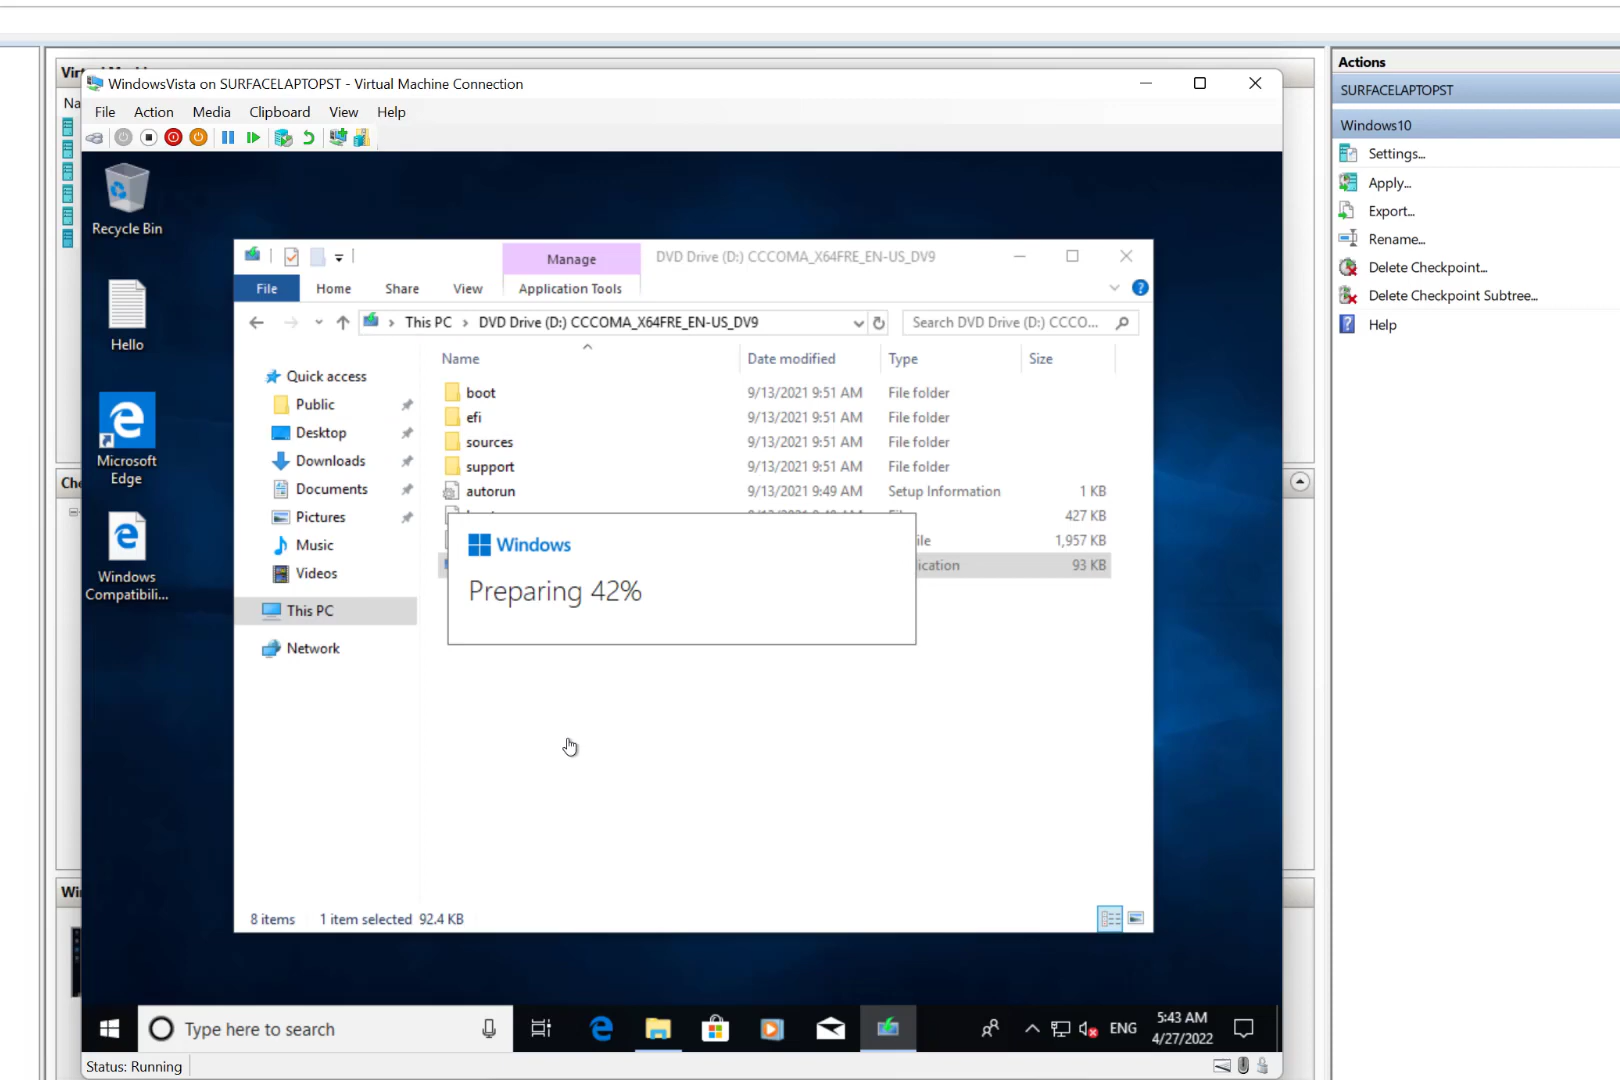 WindowsVista on SURFACELAPTOPST - Virtual Machine Connection
File Action Media Clipboard View Help
Recycle Bin
Hello
Microsoft
Edge
Windows
Compatibili...
Manage
DVD Drive (D:) CCCOMA_X64FRE_EN-US_DV9
File Home Share View Application Tools
This PC › DVD Drive (D:) CCCOMA_X64FRE_EN-US_DV9
Search DVD Drive (D:) CCCO...
Quick access
Public
Desktop
Downloads
Documents
Pictures
Music
Videos
This PC
Network
Name Date modified Type Size
boot 9/13/2021 9:51 AM File folder
efi 9/13/2021 9:51 AM File folder
sources 9/13/2021 9:51 AM File folder
support 9/13/2021 9:51 AM File folder
autorun 9/13/2021 9:49 AM Setup Information 1 KB
427 KB
1,957 KB
93 KB
Windows
Preparing 42%
8 items 1 item selected 92.4 KB
Type here to search
ENG
5:43 AM
4/27/2022
Status: Running
Actions
SURFACELAPTOPST
Windows10
Settings...
Apply...
Export...
Rename...
Delete Checkpoint...
Delete Checkpoint Subtree...
Help